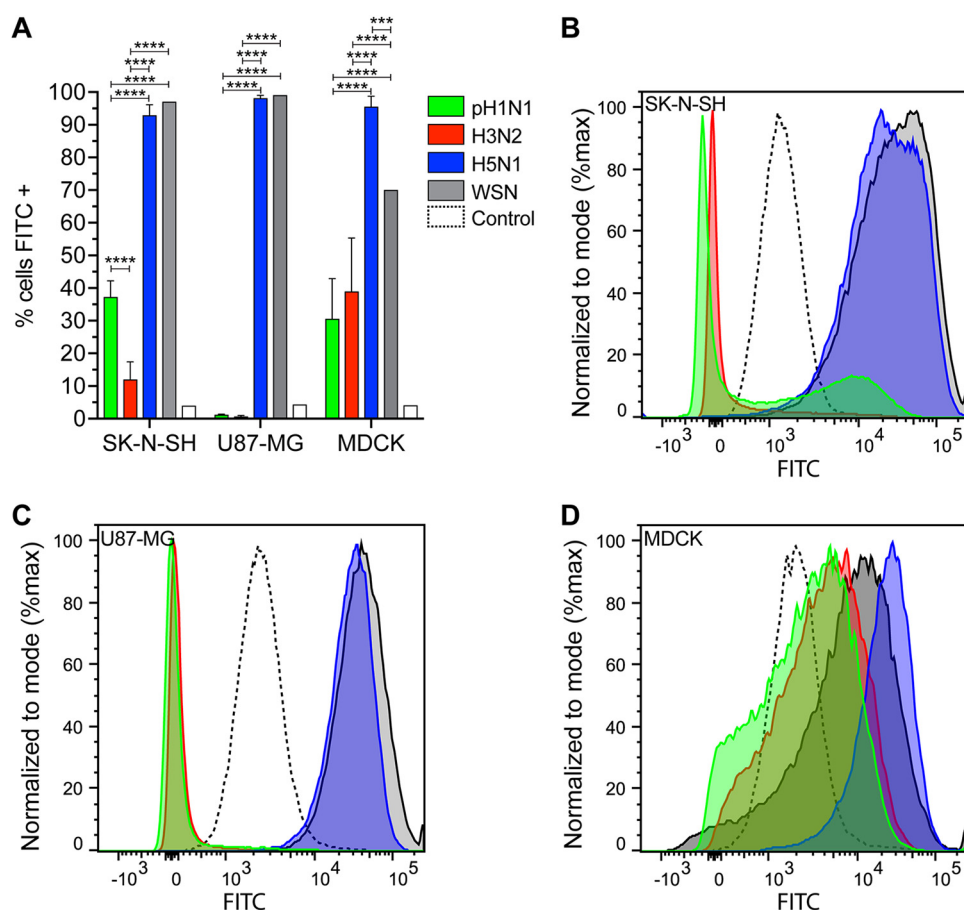 A
*** 
****
**** **** ****
**** **** ****
**** **** ****
****
100
90
80
70
60
50
40
30
20
10
0
% cells FITC +
SK-N-SH U87-MG MDCK
pH1N1
H3N2
H5N1
WSN
Control
B
SK-N-SH
100
80
60
40
20
0
Normalized to mode (%max)
-10³ 0 10³ 10⁴ 10⁵
FITC
C
U87-MG
100
80
60
40
20
0
Normalized to mode (%max)
-10³ 0 10³ 10⁴ 10⁵
FITC
D
MDCK
100
80
60
40
20
0
Normalized to mode (%max)
-10³ 0 10³ 10⁴ 10⁵
FITC